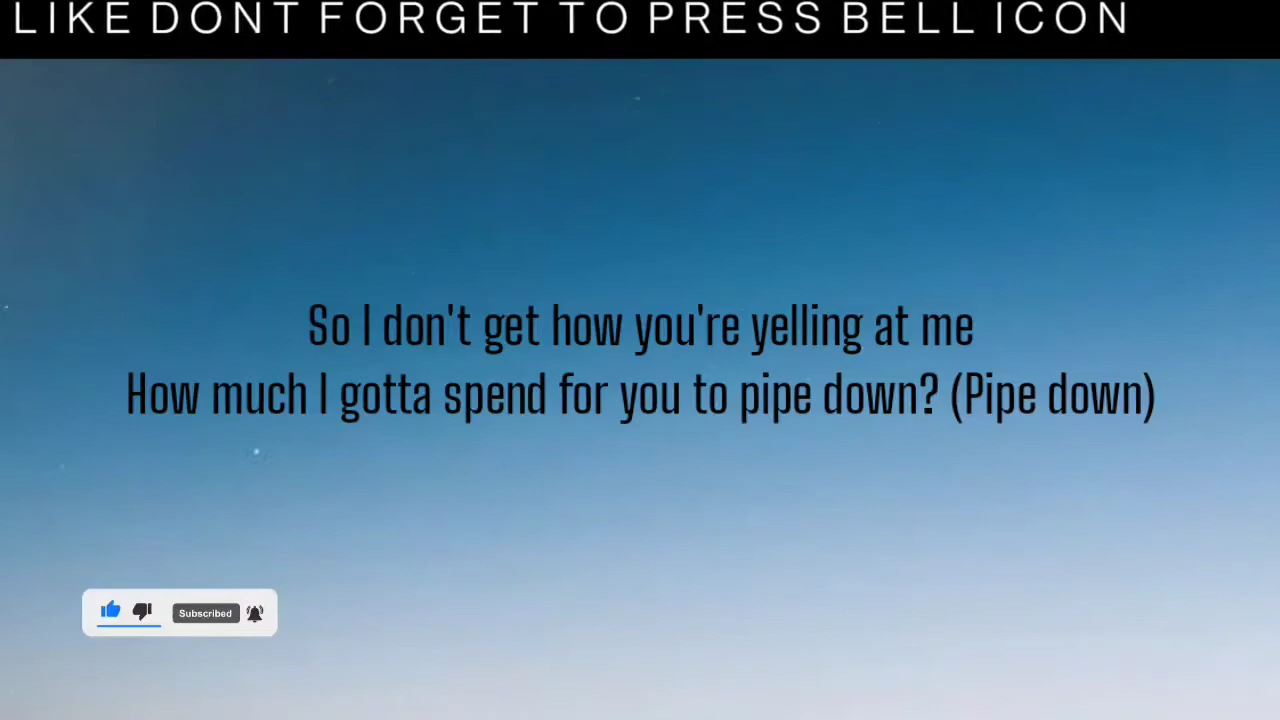 LIKE DONT FORGET TO PRESS BELL ICON
So I don't get how you're yelling at me
How much I gotta spend for you to pipe down? (Pipe down)
Subscribed